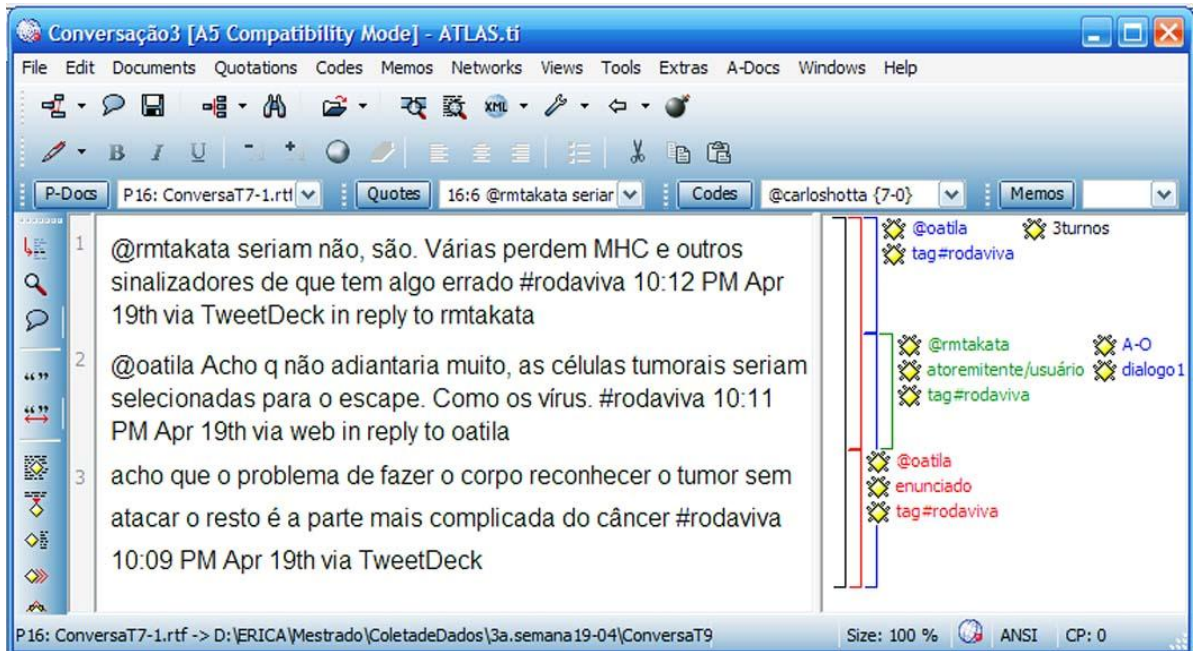 Conversação3 [A5 Compatibility Mode] - ATLAS.ti
File Edit Documents Quotations Codes Memos Networks Views Tools Extras A-Docs Windows Help
XML
B I U
P-Docs P16: ConversaT7-1.rtf Quotes 16:6 @rmtakata seriar Codes @carloshotta {7-0} Memos
1 @rmtakata seriam não, são. Várias perdem MHC e outros
sinalizadores de que tem algo errado #rodaviva 10:12 PM Apr
19th via TweetDeck in reply to rmtakata
2 @oatila Acho q não adiantaria muito, as células tumorais seriam
selecionadas para o escape. Como os vírus. #rodaviva 10:11
PM Apr 19th via web in reply to oatila
3 acho que o problema de fazer o corpo reconhecer o tumor sem
atacar o resto é a parte mais complicada do câncer #rodaviva
10:09 PM Apr 19th via TweetDeck
@oatila 3turnos
tag#rodaviva
@rmtakata A-O
atoremitente/usuário dialogo1
tag#rodaviva
@oatila
enunciado
tag#rodaviva
P16: ConversaT7-1.rtf -> D:\ERICA\Mestrado\ColetadeDados\3a.semana19-04\ConversaT9 Size: 100 % ANSI CP: 0